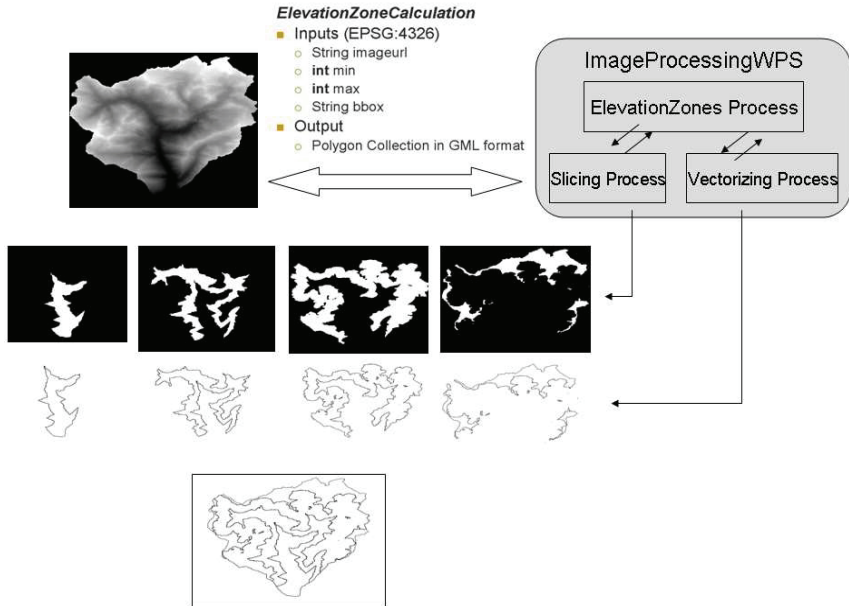 ElevationZoneCalculation
Inputs (EPSG:4326)
String imageurl
int min
int max
String bbox
Output
Polygon Collection in GML format
ImageProcessingWPS
ElevationZones Process
Slicing Process
Vectorizing Process